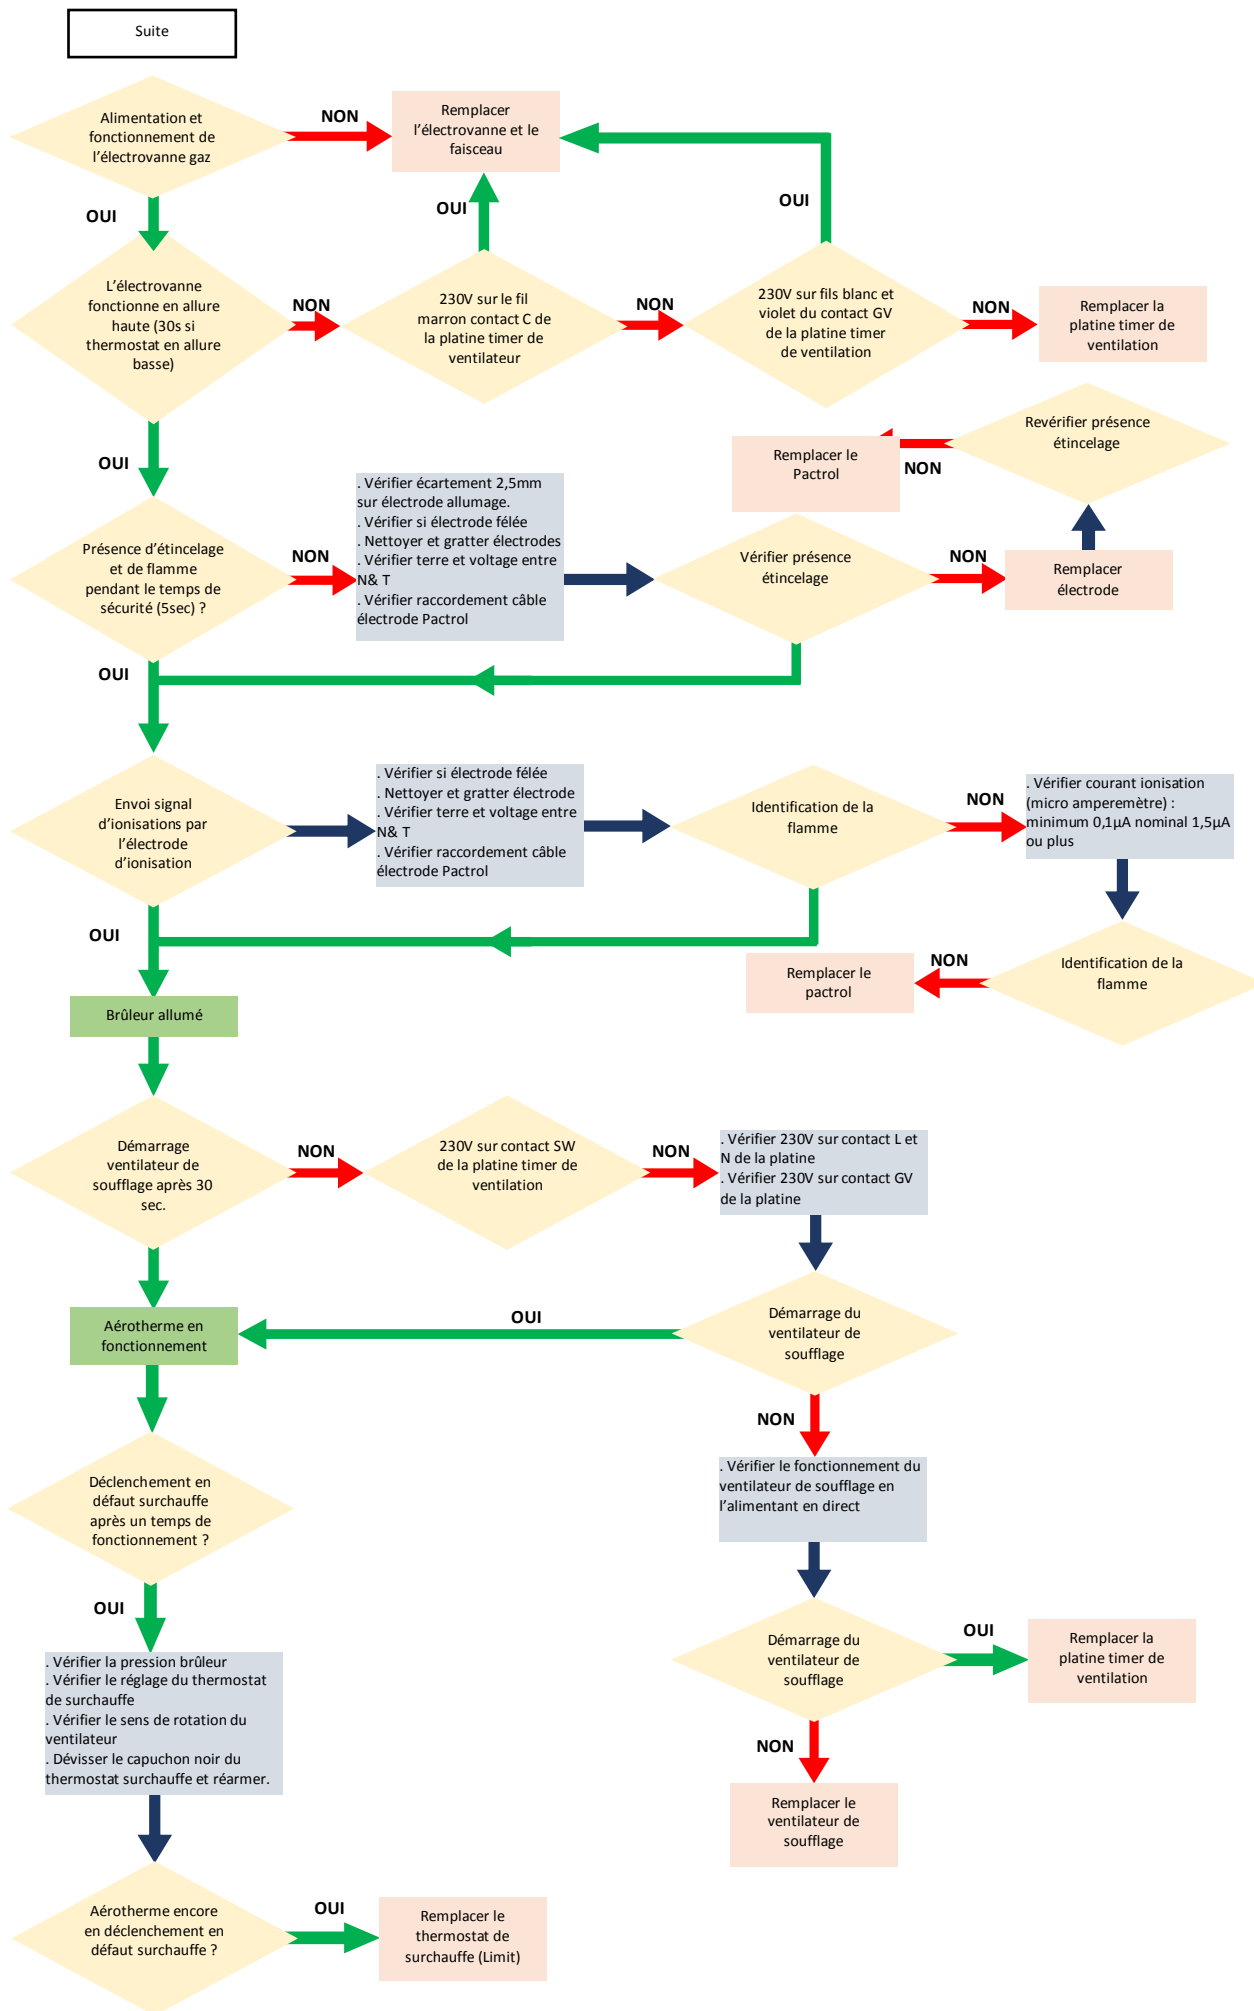 Suite
Alimentation et
fonctionnement de
l'électrovanne gaz
NON
Remplacer
l'électrovanne et le
faisceau
OUI
OUI
OUI
L'électrovanne
fonctionne en allure
haute (30s si
thermostat en allure
basse)
NON
230V sur le fil
marron contact C de
la platine timer de
ventilateur
NON
230V sur fils blanc et
violet du contact GV
de la platine timer
de ventilation
NON
Remplacer la
platine timer de
ventilation
Revérifier présence
étincelage
NON
Remplacer le
Pactrol
OUI
Présence d'étincelage
et de flamme
pendant le temps de
sécurité (5sec) ?
NON
. Vérifier écartement 2,5mm
sur électrode allumage.
. Vérifier si électrode félée
. Nettoyer et gratter électrodes
. Vérifier terre et voltage entre
N& T
. Vérifier raccordement câble
électrode Pactrol
Vérifier présence
étincelage
NON
Remplacer
électrode
OUI
Envoi signal
d'ionisations par
l'électrode
d'ionisation
. Vérifier si électrode félée
. Nettoyer et gratter électrode
. Vérifier terre et voltage entre
N& T
. Vérifier raccordement câble
électrode Pactrol
Identification de la
flamme
NON
. Vérifier courant ionisation
(micro amperemètre) :
minimum 0,1µA nominal 1,5µA
ou plus
OUI
Identification de la
flamme
NON
Remplacer le
pactrol
Brûleur allumé
Démarrage
ventilateur de
soufflage après 30
sec.
NON
230V sur contact SW
de la platine timer de
ventilation
NON
. Vérifier 230V sur contact L et
N de la platine
. Vérifier 230V sur contact GV
de la platine
Aérotherme en
fonctionnement
OUI
Démarrage du
ventilateur de
soufflage
NON
. Vérifier le fonctionnement du
ventilateur de soufflage en
l'alimentant en direct
Déclenchement en
défaut surchauffe
après un temps de
fonctionnement ?
OUI
Démarrage du
ventilateur de
soufflage
OUI
Remplacer la
platine timer de
ventilation
. Vérifier la pression brûleur
. Vérifier le réglage du thermostat
de surchauffe
. Vérifier le sens de rotation du
ventilateur
. Dévisser le capuchon noir du
thermostat surchauffe et réarmer.
NON
Remplacer le
ventilateur de
soufflage
Aérotherme encore
en déclenchement en
défaut surchauffe ?
OUI
Remplacer le
thermostat de
surchauffe (Limit)